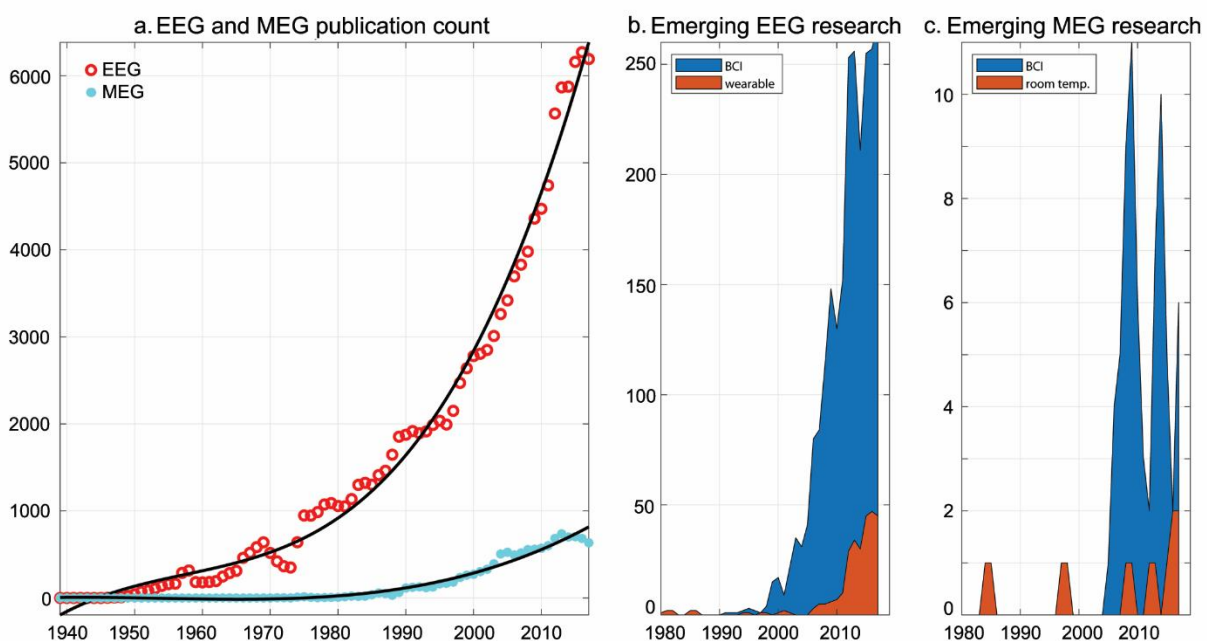 a. EEG and MEG publication count
EEG
MEG
6000
5000
4000
3000
2000
1000
0
1940 1950 1960 1970 1980 1990 2000 2010
b. Emerging EEG research
BCI
wearable
250
200
150
100
50
0
1980 1990 2000 2010
c. Emerging MEG research
BCI
room temp.
10
8
6
4
2
0
1980 1990 2000 2010